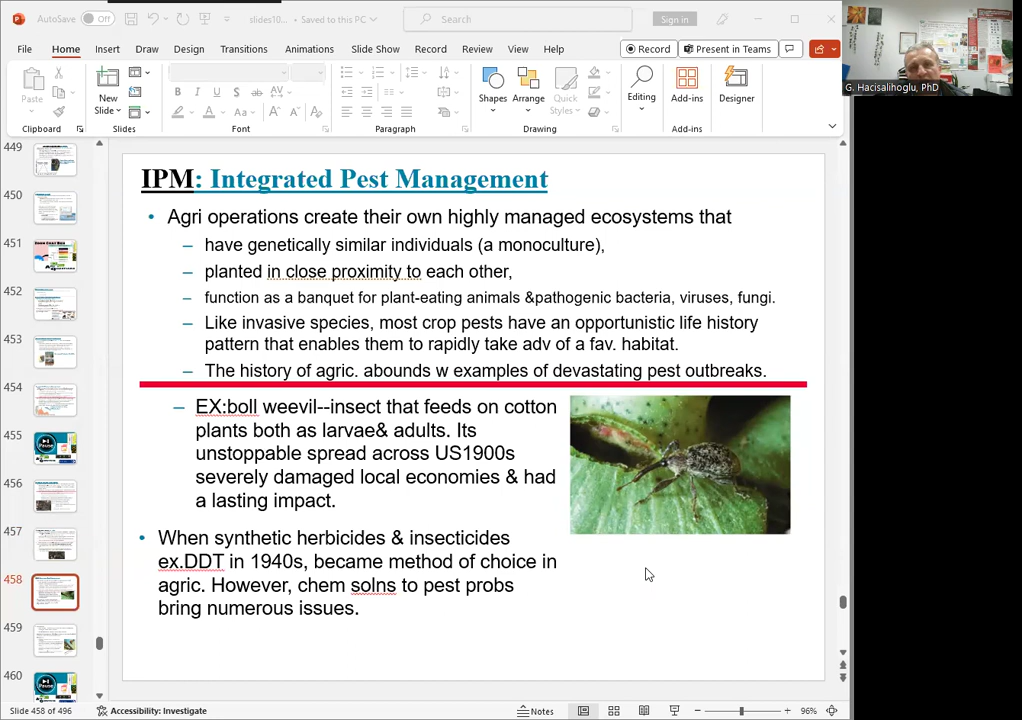 AutoSave Off slides10... • Saved to this PC Search Sign in
File Home Insert Draw Design Transitions Animations Slide Show Record Review View Help Record Present in Teams
Paste New Slide Shapes Arrange Quick Styles Editing Add-ins Designer
B I U S ab AV
Aa A A
Clipboard Slides Font Paragraph Drawing Add-ins
G. Hacisalihoglu, PhD
449
450
451
452
453
454
455
456
457
458
459
460
IPM: Integrated Pest Management
• Agri operations create their own highly managed ecosystems that
– have genetically similar individuals (a monoculture),
– planted in close proximity to each other,
– function as a banquet for plant-eating animals &pathogenic bacteria, viruses, fungi.
– Like invasive species, most crop pests have an opportunistic life history
pattern that enables them to rapidly take adv of a fav. habitat.
– The history of agric. abounds w examples of devastating pest outbreaks.
– EX:boll weevil--insect that feeds on cotton
plants both as larvae& adults. Its
unstoppable spread across US1900s
severely damaged local economies & had
a lasting impact.
• When synthetic herbicides & insecticides
ex.DDT in 1940s, became method of choice in
agric. However, chem solns to pest probs
bring numerous issues.
Slide 458 of 496 Accessibility: Investigate Notes 96%